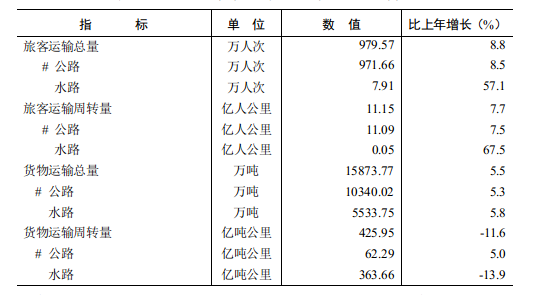 指 标 单 位 数 值 比上年增长（%）
旅客运输总量 万人次 979.57 8.8
# 公路 万人次 971.66 8.5
水路 万人次 7.91 57.1
旅客运输周转量 亿人公里 11.15 7.7
# 公路 亿人公里 11.09 7.5
水路 亿人公里 0.05 67.5
货物运输总量 万吨 15873.77 5.5
# 公路 万吨 10340.02 5.3
水路 万吨 5533.75 5.8
货物运输周转量 亿吨公里 425.95 -11.6
# 公路 亿吨公里 62.29 5.0
水路 亿吨公里 363.66 -13.9